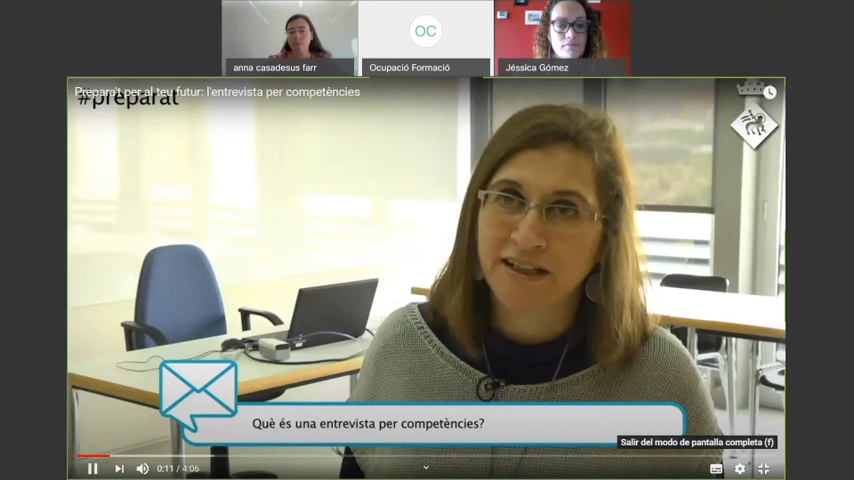 OC
anna casadesus farr
Ocupació Formació
Jéssica Gómez
Prepara't per al teu futur: l'entrevista per competències
#prepara't
Què és una entrevista per competències?
Salir del modo de pantalla completa (f)
0:11 / 4:06